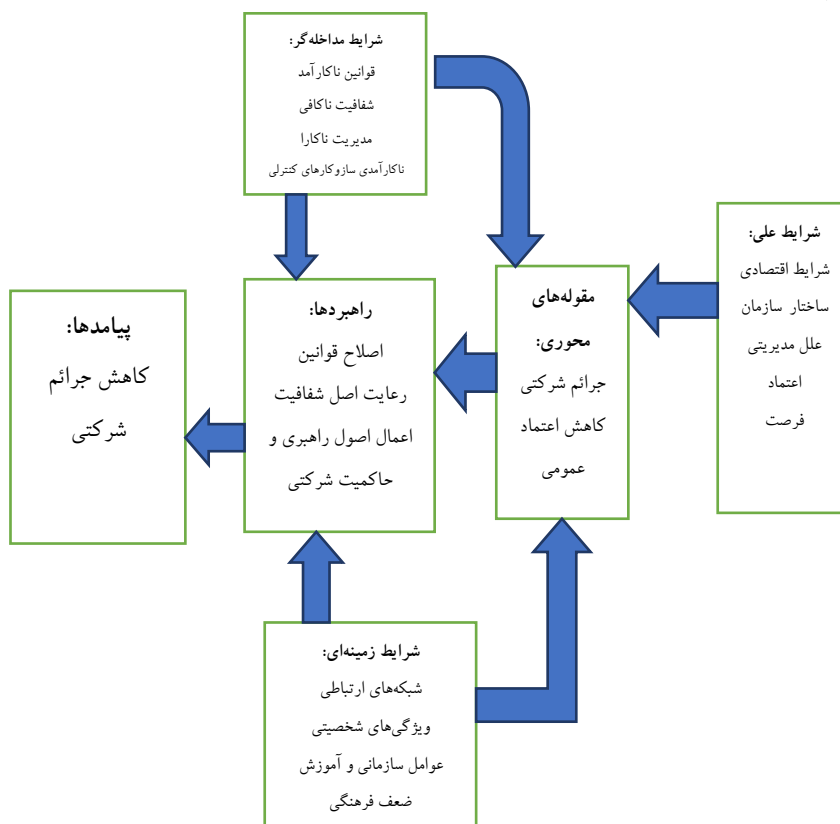 شرایط مداخله‌گر:
قوانین ناکارآمد
شفافیت ناکافی
مدیریت ناکارا
ناکارآمدی سازوکارهای کنترلی
شرایط علی:
شرایط اقتصادی
ساختار سازمان
علل مدیریتی
اعتماد
فرصت
مقوله‌های
محوری:
جرائم شرکتی
کاهش اعتماد
عمومی
راهبردها:
اصلاح قوانین
رعایت اصل شفافیت
اعمال اصول راهبری و
حاکمیت شرکتی
پیامدها:
کاهش جرائم
شرکتی
شرایط زمینه‌ای:
شبکه‌های ارتباطی
ویژگی‌های شخصیتی
عوامل سازمانی و آموزش
ضعف فرهنگی